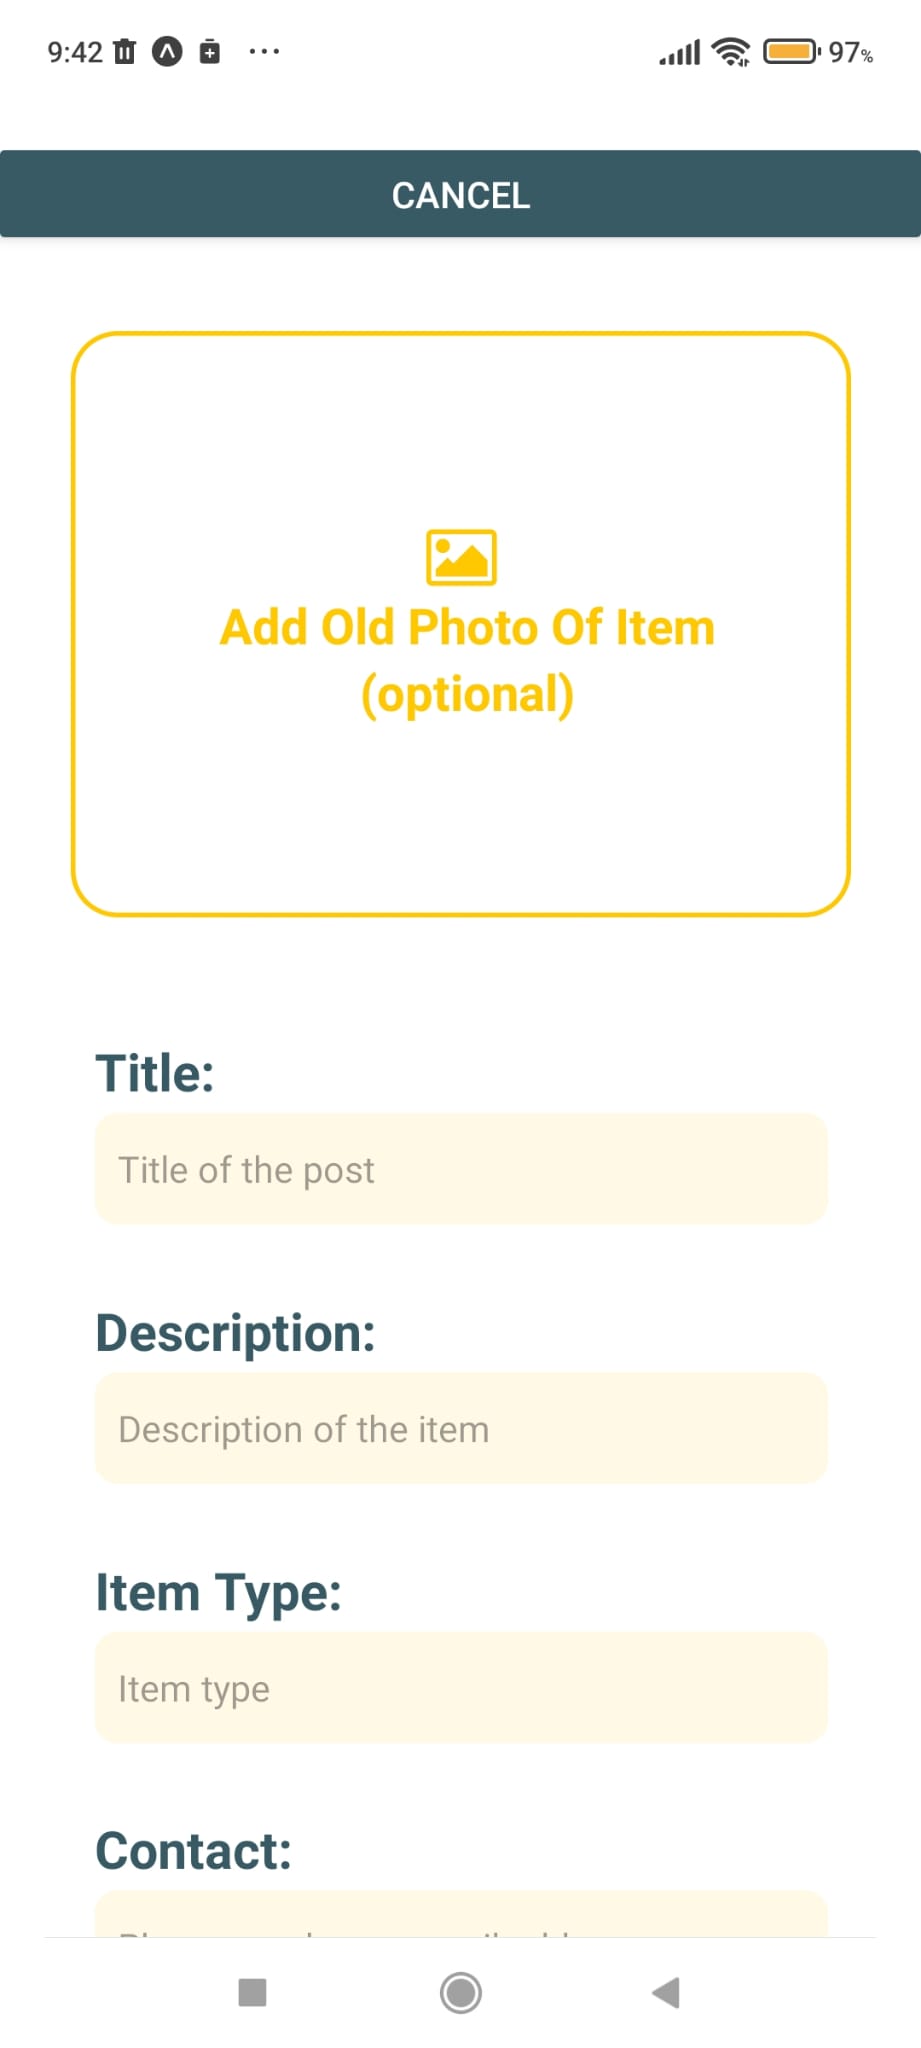 9:42 97%
CANCEL
Add Old Photo Of Item
(optional)
Title:
Title of the post
Description:
Description of the item
Item Type:
Item type
Contact: